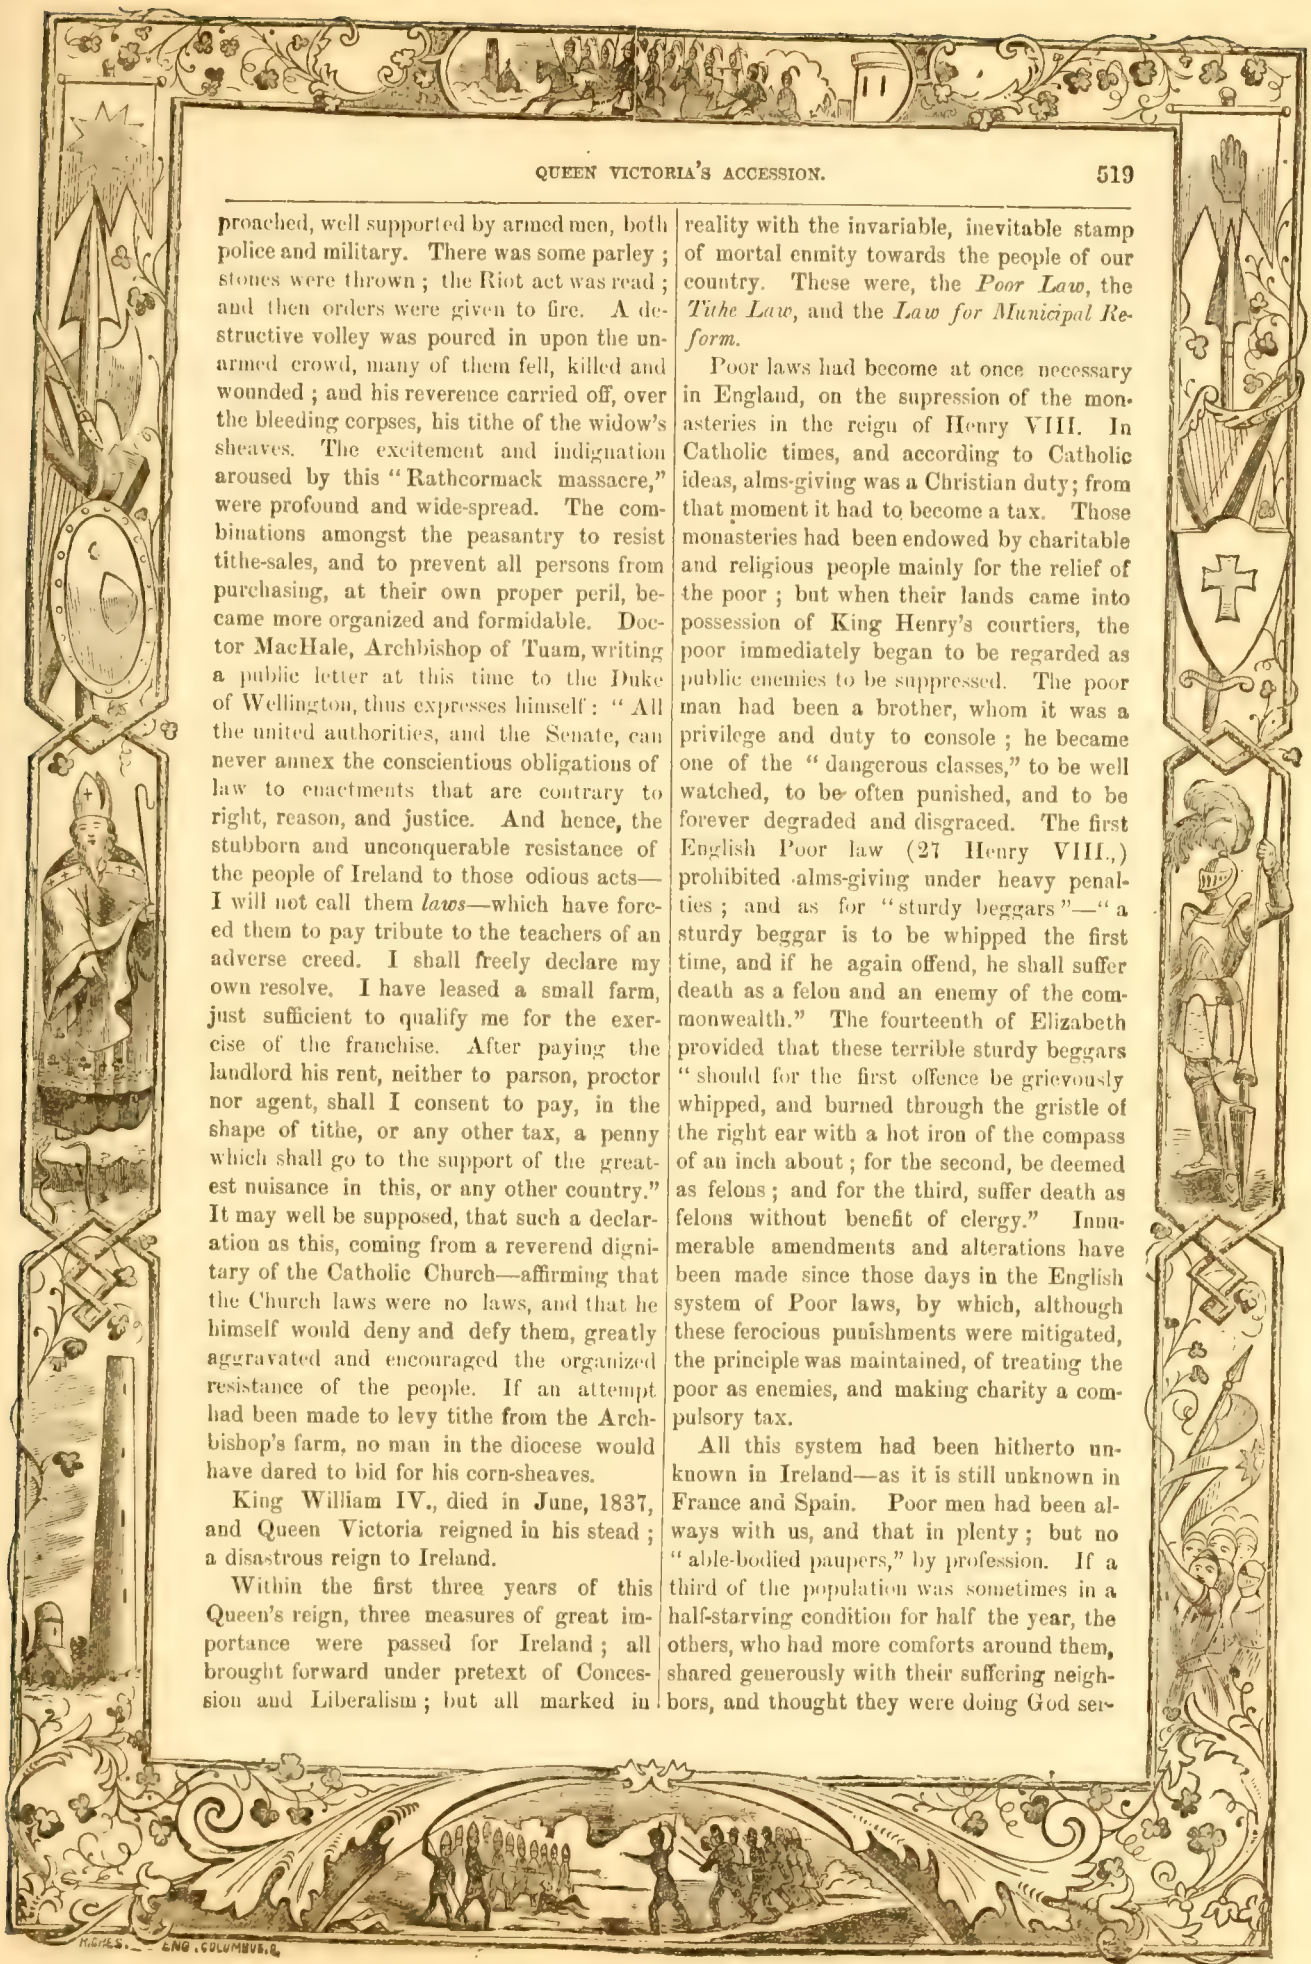 QUEEN VICTORIA'S ACCESSION. 519
proached, well supported by armed men, both
police and military. There was some parley ;
stones were thrown ; the Riot act was read ;
and then orders were given to fire. A de-
structive volley was poured in upon the un-
armed crowd, many of them fell, killed and
wounded ; and his reverence carried off, over
the bleeding corpses, his tithe of the widow's
sheaves. The excitement and indignation
aroused by this " Rathcormack massacre,"
were profound and wide-spread. The com-
binations amongst the peasantry to resist
tithe-sales, and to prevent all persons from
purchasing, at their own proper peril, be-
came more organized and formidable. Doc-
tor MacHale, Archbishop of Tuam, writing
a public letter at this time to the Duke
of Wellington, thus expresses himself : " All
the united authorities, and the Senate, can
never annex the conscientious obligations of
law to enactments that are contrary to
right, reason, and justice. And hence, the
stubborn and unconquerable resistance of
the people of Ireland to those odious acts—
I will not call them laws—which have forc-
ed them to pay tribute to the teachers of an
adverse creed. I shall freely declare my
own resolve. I have leased a small farm,
just sufficient to qualify me for the exer-
cise of the franchise. After paying the
landlord his rent, neither to parson, proctor
nor agent, shall I consent to pay, in the
shape of tithe, or any other tax, a penny
which shall go to the support of the great-
est nuisance in this, or any other country."
It may well be supposed, that such a declar-
ation as this, coming from a reverend digni-
tary of the Catholic Church—affirming that
the Church laws were no laws, and that he
himself would deny and defy them, greatly
aggravated and encouraged the organized
resistance of the people. If an attempt
had been made to levy tithe from the Arch-
bishop's farm, no man in the diocese would
have dared to bid for his corn-sheaves.
King William IV., died in June, 1837,
and Queen Victoria reigned in his stead ;
a disastrous reign to Ireland.
Within the first three years of this
Queen's reign, three measures of great im-
portance were passed for Ireland ; all
brought forward under pretext of Conces-
sion and Liberalism ; but all marked in
reality with the invariable, inevitable stamp
of mortal enmity towards the people of our
country. These were, the Poor Law, the
Tithe Law, and the Law for Municipal Re-
form.
Poor laws had become at once necessary
in England, on the supression of the mon-
asteries in the reign of Henry VIII. In
Catholic times, and according to Catholic
ideas, alms-giving was a Christian duty ; from
that moment it had to become a tax. Those
monasteries had been endowed by charitable
and religious people mainly for the relief of
the poor ; but when their lands came into
possession of King Henry's courtiers, the
poor immediately began to be regarded as
public enemies to be suppressed. The poor
man had been a brother, whom it was a
privilege and duty to console ; he became
one of the " dangerous classes," to be well
watched, to be often punished, and to be
forever degraded and disgraced. The first
English Poor law (27 Henry VIII.,)
prohibited alms-giving under heavy penal-
ties ; and as for " sturdy beggars "—" a
sturdy beggar is to be whipped the first
time, and if he again offend, he shall suffer
death as a felon and an enemy of the com-
monwealth." The fourteenth of Elizabeth
provided that these terrible sturdy beggars
" should for the first offence be grievously
whipped, and burned through the gristle of
the right ear with a hot iron of the compass
of an inch about ; for the second, be deemed
as felons ; and for the third, suffer death as
felons without benefit of clergy." Innu-
merable amendments and alterations have
been made since those days in the English
system of Poor laws, by which, although
these ferocious punishments were mitigated,
the principle was maintained, of treating the
poor as enemies, and making charity a com-
pulsory tax.
All this system had been hitherto un-
known in Ireland—as it is still unknown in
France and Spain. Poor men had been al-
ways with us, and that in plenty ; but no
" able-bodied paupers," by profession. If a
third of the population was sometimes in a
half-starving condition for half the year, the
others, who had more comforts around them,
shared generously with their suffering neigh-
bors, and thought they were doing God ser-
ENG. COLUMBUS. O.